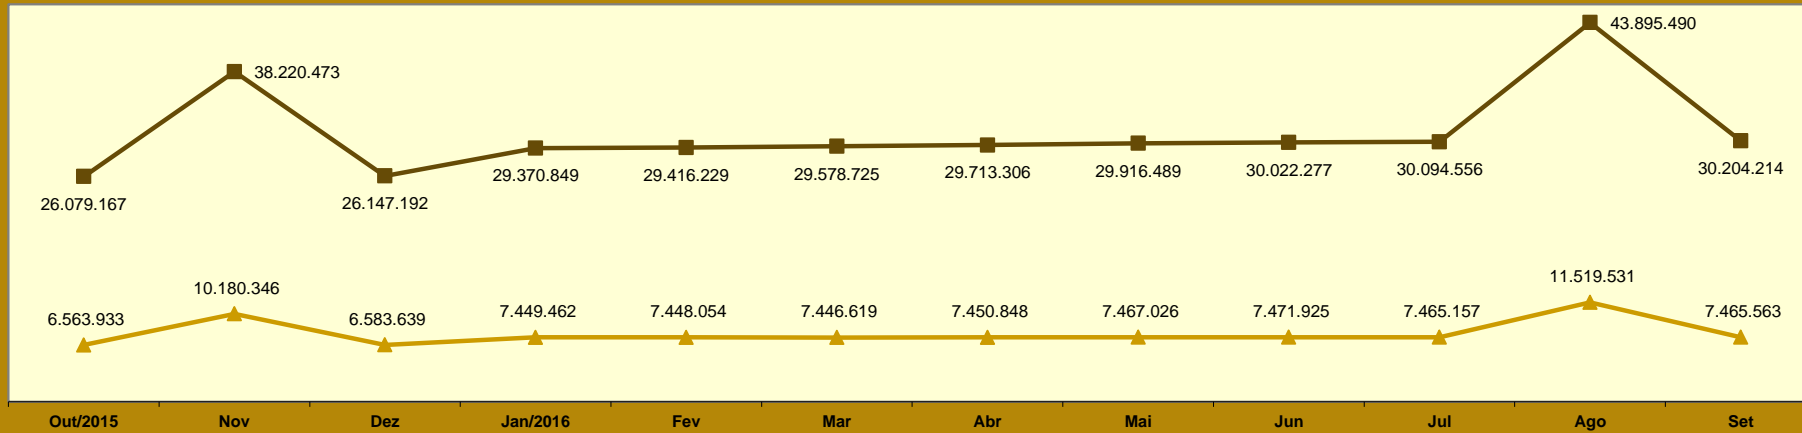 43.895.490
38.220.473
29.370.849
29.416.229
29.578.725
29.713.306
29.916.489
30.022.277
30.094.556
30.204.214
26.079.167
26.147.192
11.519.531
10.180.346
6.563.933
6.583.639
7.449.462
7.448.054
7.446.619
7.450.848
7.467.026
7.471.925
7.465.157
7.465.563
Out/2015
Nov
Dez
Jan/2016
Fev
Mar
Abr
Mai
Jun
Jul
Ago
Set